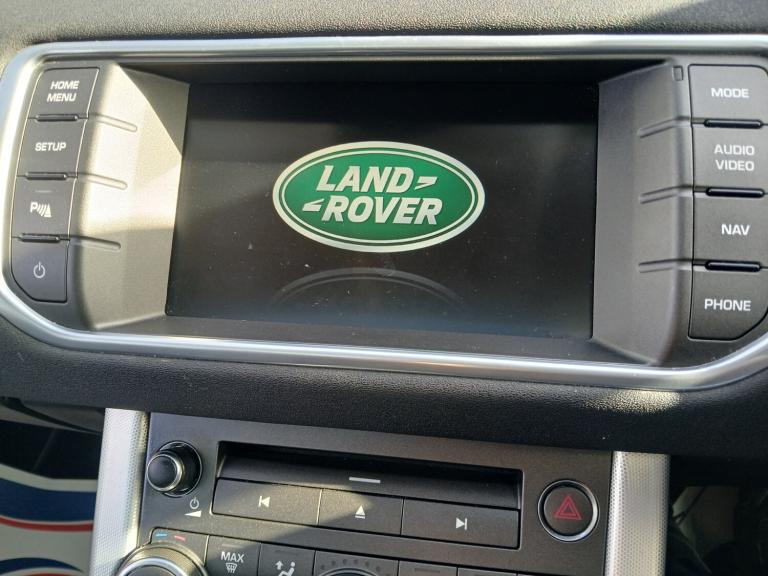 HOME
MENU
SETUP
P
LAND
ROVER
MODE
AUDIO
VIDEO
NAV
PHONE
MAX